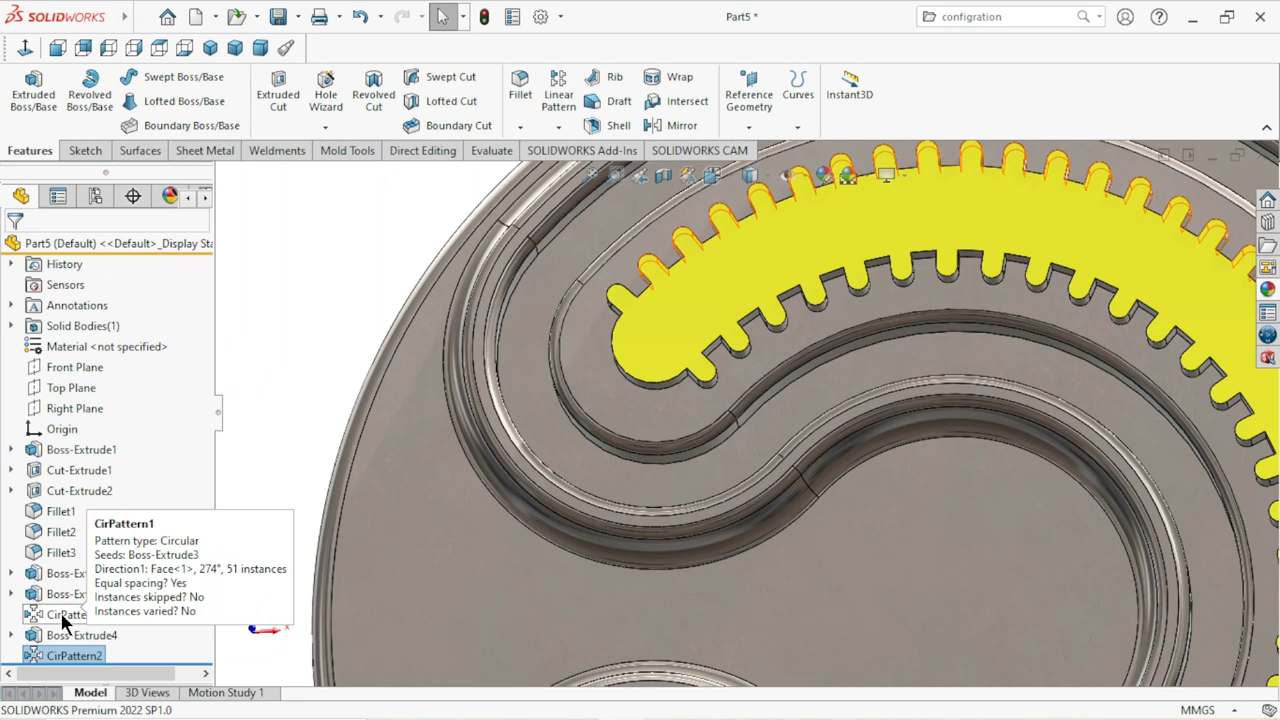 SOLIDWORKS
Part5 *
configration
Extruded Boss/Base
Revolved Boss/Base
Swept Boss/Base
Lofted Boss/Base
Boundary Boss/Base
Extruded Cut
Hole Wizard
Revolved Cut
Swept Cut
Lofted Cut
Boundary Cut
Fillet
Linear Pattern
Rib
Draft
Shell
Wrap
Intersect
Mirror
Reference Geometry
Curves
Instant3D
Features
Sketch
Surfaces
Sheet Metal
Weldments
Mold Tools
Direct Editing
Evaluate
SOLIDWORKS Add-Ins
SOLIDWORKS CAM
Part5 (Default) <<Default>_Display Sta
History
Sensors
Annotations
Solid Bodies(1)
Material <not specified>
Front Plane
Top Plane
Right Plane
Origin
Boss-Extrude1
Cut-Extrude1
Cut-Extrude2
Fillet1
Fillet2
Fillet3
Boss-Ex
Boss-Ex
CirPatte
Boss-Extrude4
CirPattern2
CirPattern1
Pattern type: Circular
Seeds: Boss-Extrude3
Direction1: Face<1>, 274°, 51 instances
Equal spacing? Yes
Instances skipped? No
Instances varied? No
Model
3D Views
Motion Study 1
SOLIDWORKS Premium 2022 SP1.0
MMGS